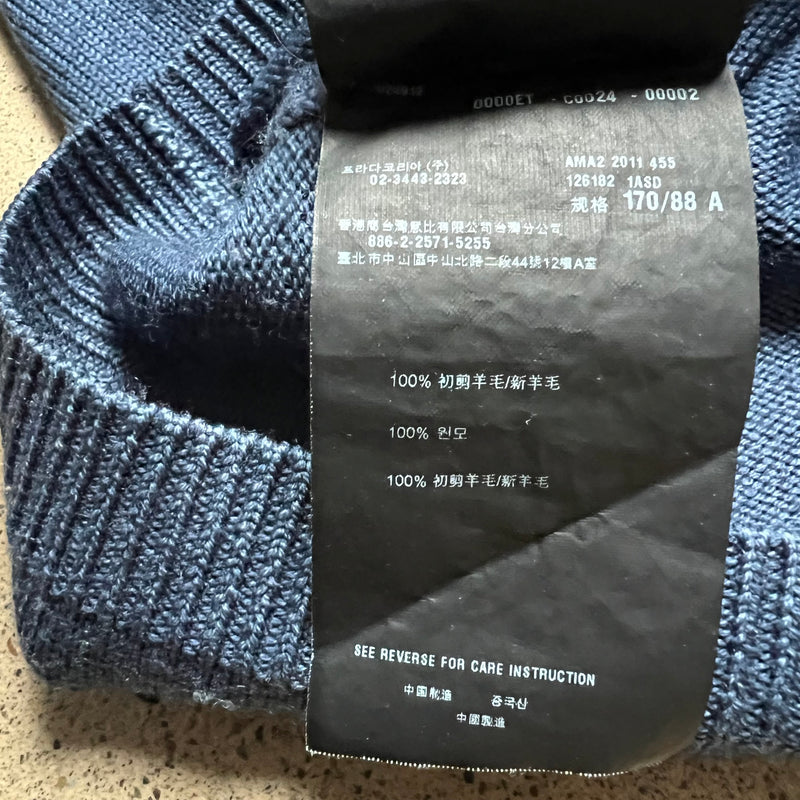 0000ET - C0024 - 00002
프라다코리아 (주)
02-3443-2323
AMA2 2011 455
126182 1ASD
规格 170/88 A
香港商台灣意比有限公司台灣分公司
886-2-2571-5255
臺北市中山區中山北路二段44號12樓A室
100% 初剪羊毛/新羊毛
100% 원모
100% 初剪羊毛/新羊毛
SEE REVERSE FOR CARE INSTRUCTION
中國製造 중국산
中國製造